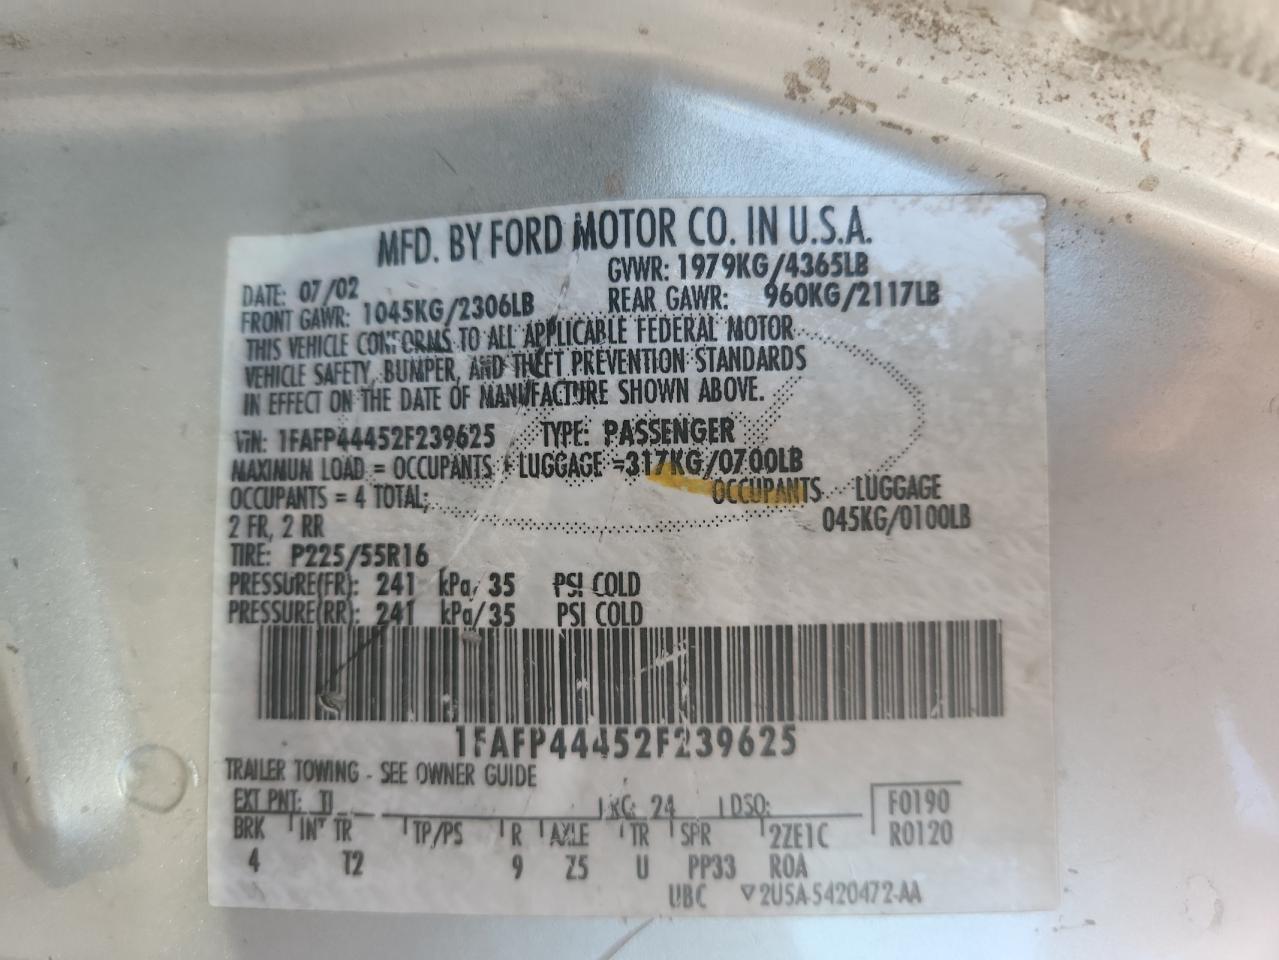 MFD. BY FORD MOTOR CO. IN U.S.A.
DATE: 07/02 GVWR: 1979KG/4365LB
FRONT GAWR: 1045KG/2306LB REAR GAWR: 960KG/2117LB
THIS VEHICLE CONFORMS TO ALL APPLICABLE FEDERAL MOTOR
VEHICLE SAFETY, BUMPER, AND THEFT PREVENTION STANDARDS
IN EFFECT ON THE DATE OF MANUFACTURE SHOWN ABOVE.
VIN: 1FAFP44452F239625 TYPE: PASSENGER
MAXIMUN LOAD = OCCUPANTS + LUGGAGE =317KG/0700LB
OCCUPANTS = 4 TOTAL; OCCUPANTS LUGGAGE
2 FR, 2 RR 045KG/0100LB
TIRE: P225/55R16
PRESSURE(FR): 241 kPa/ 35 PSI COLD
PRESSURE(RR): 241 kPa/35 PSI COLD
1FAFP44452F239625
TRAILER TOWING - SEE OWNER GUIDE
EXT PNT: RC: 24 DSO: F0190
BRK INT TR TP/PS R AXLE TR SPR 2ZE1C R0120
4 T2 9 Z5 U PP33 ROA
UBC ▽2U5A-5420472-AA